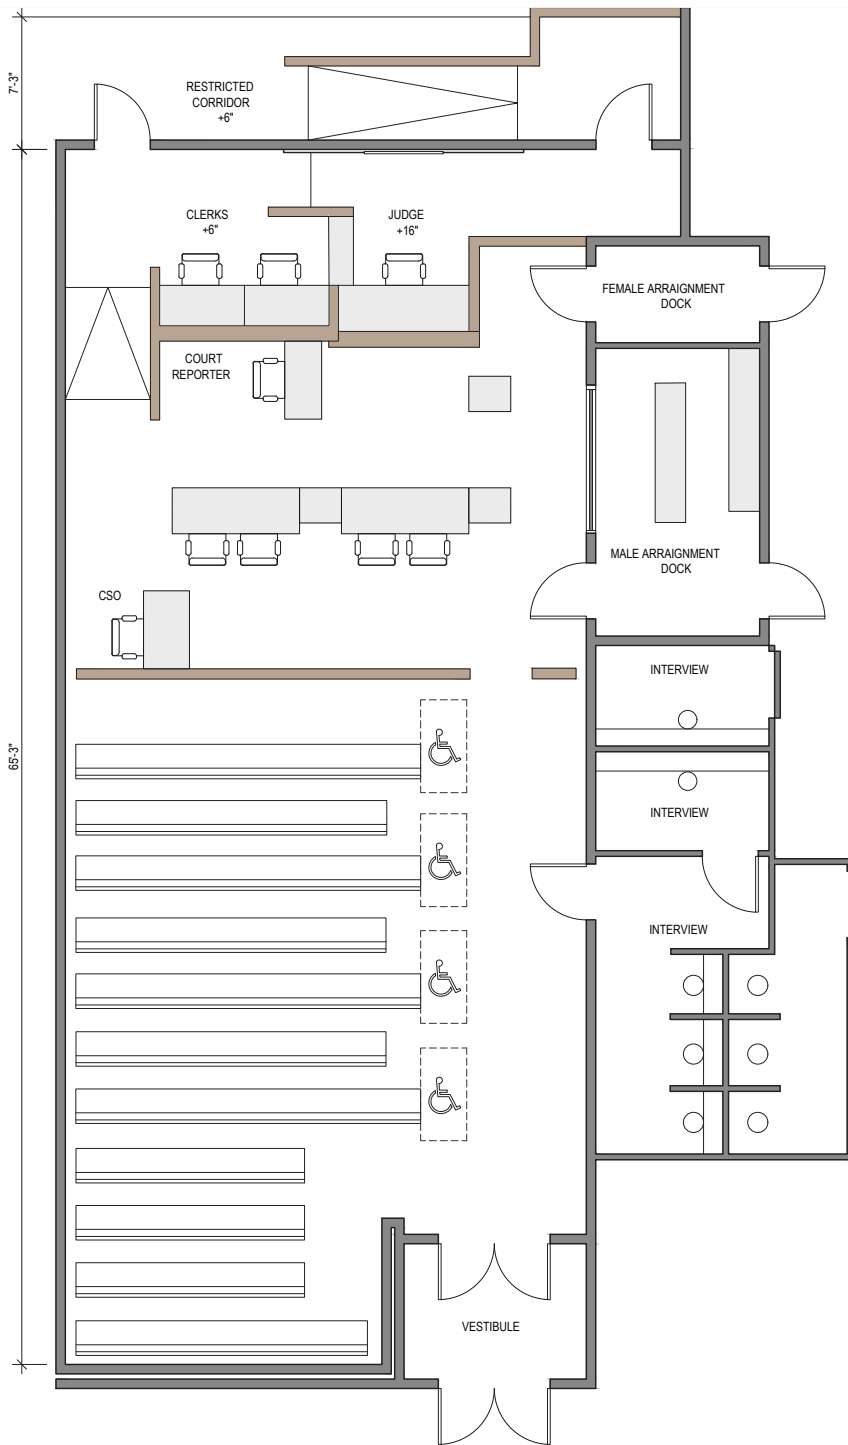 7'-3"
RESTRICTED
CORRIDOR
+6"
CLERKS
+6"
JUDGE
+16"
FEMALE ARRAIGNMENT
DOCK
COURT
REPORTER
MALE ARRAIGNMENT
DOCK
CSO
INTERVIEW
65'-3"
INTERVIEW
INTERVIEW
VESTIBULE